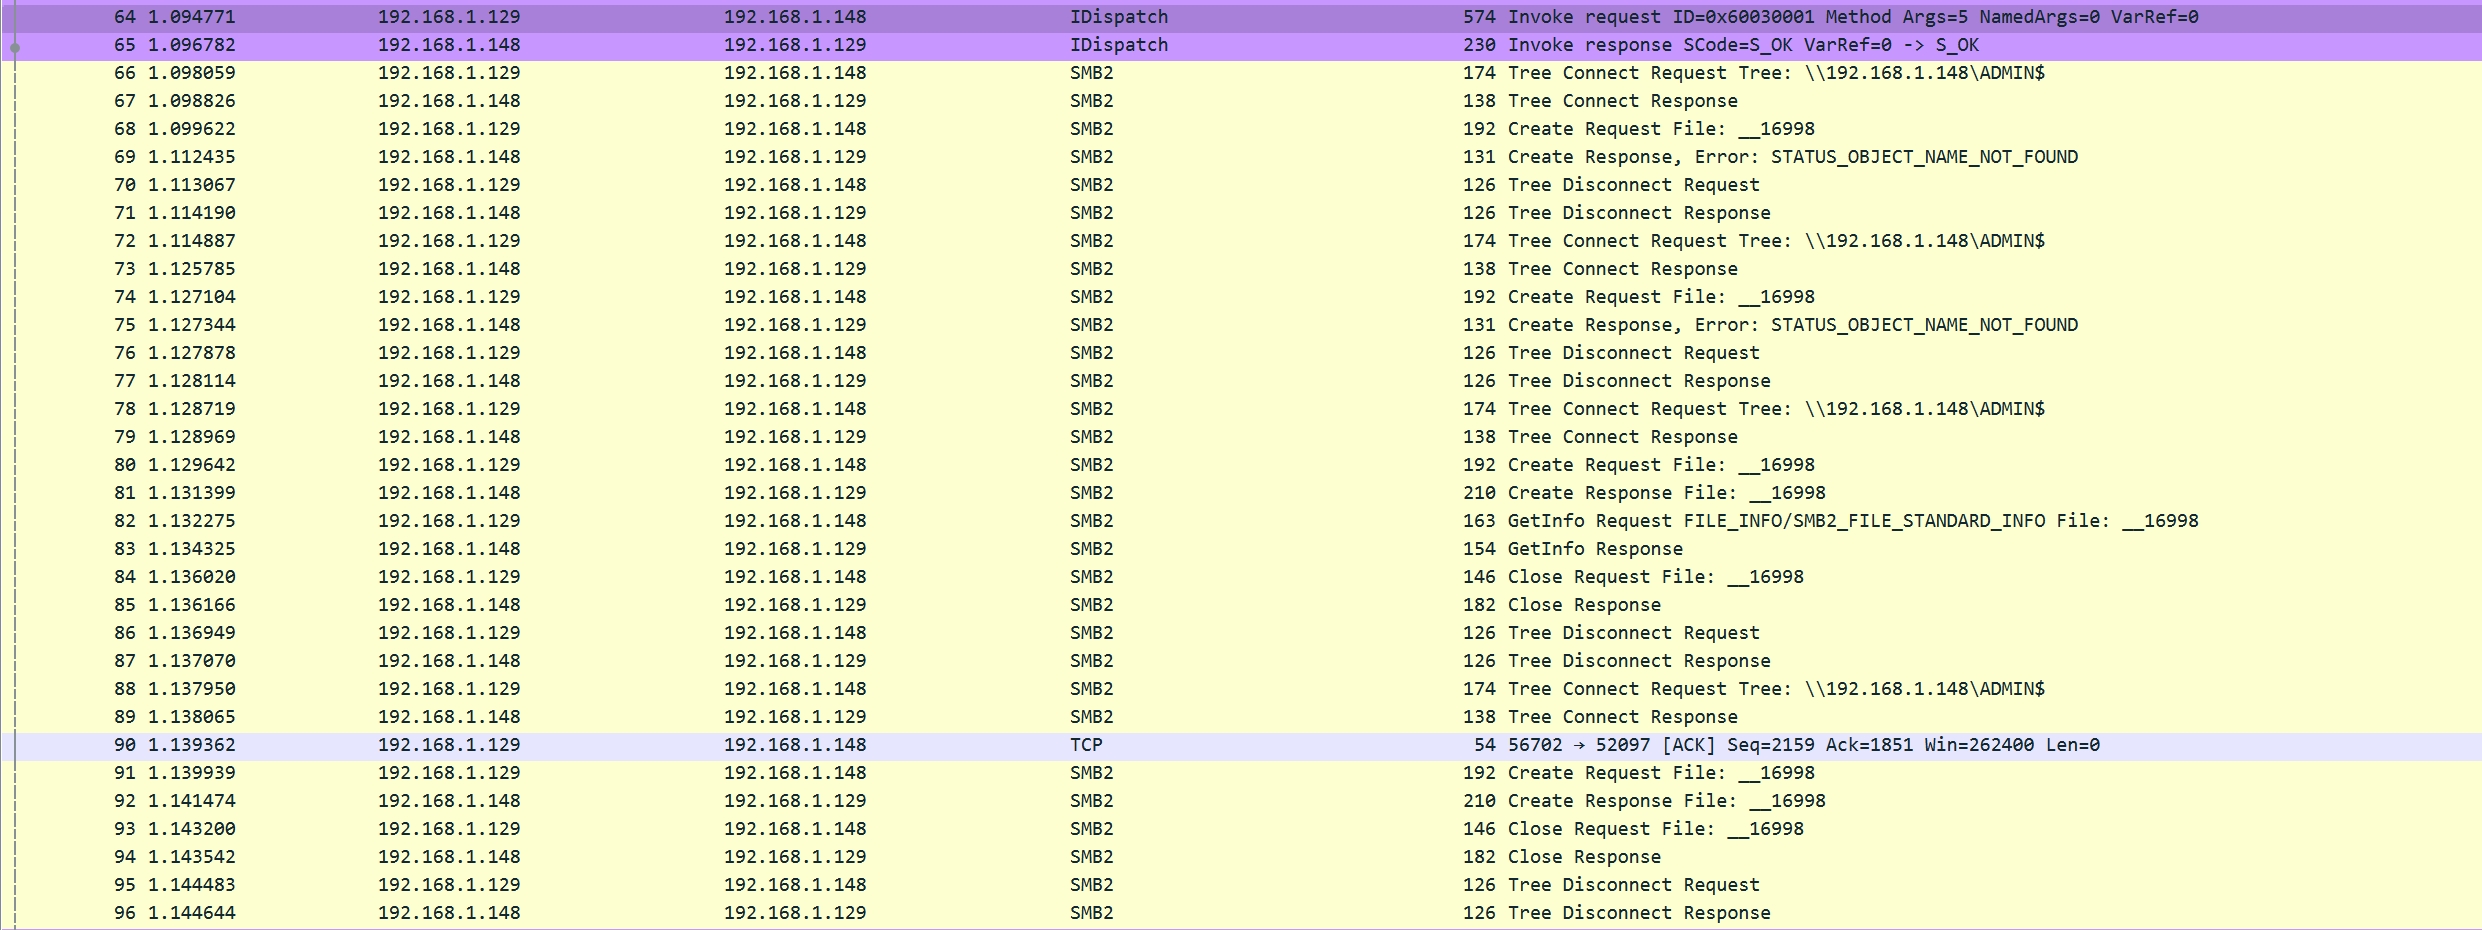 64 1.094771 192.168.1.129 192.168.1.148 IDispatch 574 Invoke request ID=0x60030001 Method Args=5 NamedArgs=0 VarRef=0
65 1.096782 192.168.1.148 192.168.1.129 IDispatch 230 Invoke response SCode=S_OK VarRef=0 -> S_OK
66 1.098059 192.168.1.129 192.168.1.148 SMB2 174 Tree Connect Request Tree: \\192.168.1.148\ADMIN$
67 1.098826 192.168.1.148 192.168.1.129 SMB2 138 Tree Connect Response
68 1.099622 192.168.1.129 192.168.1.148 SMB2 192 Create Request File: __16998
69 1.112435 192.168.1.148 192.168.1.129 SMB2 131 Create Response, Error: STATUS_OBJECT_NAME_NOT_FOUND
70 1.113067 192.168.1.129 192.168.1.148 SMB2 126 Tree Disconnect Request
71 1.114190 192.168.1.148 192.168.1.129 SMB2 126 Tree Disconnect Response
72 1.114887 192.168.1.129 192.168.1.148 SMB2 174 Tree Connect Request Tree: \\192.168.1.148\ADMIN$
73 1.125785 192.168.1.148 192.168.1.129 SMB2 138 Tree Connect Response
74 1.127104 192.168.1.129 192.168.1.148 SMB2 192 Create Request File: __16998
75 1.127344 192.168.1.148 192.168.1.129 SMB2 131 Create Response, Error: STATUS_OBJECT_NAME_NOT_FOUND
76 1.127878 192.168.1.129 192.168.1.148 SMB2 126 Tree Disconnect Request
77 1.128114 192.168.1.148 192.168.1.129 SMB2 126 Tree Disconnect Response
78 1.128719 192.168.1.129 192.168.1.148 SMB2 174 Tree Connect Request Tree: \\192.168.1.148\ADMIN$
79 1.128969 192.168.1.148 192.168.1.129 SMB2 138 Tree Connect Response
80 1.129642 192.168.1.129 192.168.1.148 SMB2 192 Create Request File: __16998
81 1.131399 192.168.1.148 192.168.1.129 SMB2 210 Create Response File: __16998
82 1.132275 192.168.1.129 192.168.1.148 SMB2 163 GetInfo Request FILE_INFO/SMB2_FILE_STANDARD_INFO File: __16998
83 1.134325 192.168.1.148 192.168.1.129 SMB2 154 GetInfo Response
84 1.136020 192.168.1.129 192.168.1.148 SMB2 146 Close Request File: __16998
85 1.136166 192.168.1.148 192.168.1.129 SMB2 182 Close Response
86 1.136949 192.168.1.129 192.168.1.148 SMB2 126 Tree Disconnect Request
87 1.137070 192.168.1.148 192.168.1.129 SMB2 126 Tree Disconnect Response
88 1.137950 192.168.1.129 192.168.1.148 SMB2 174 Tree Connect Request Tree: \\192.168.1.148\ADMIN$
89 1.138065 192.168.1.148 192.168.1.129 SMB2 138 Tree Connect Response
90 1.139362 192.168.1.129 192.168.1.148 TCP 54 56702 → 52097 [ACK] Seq=2159 Ack=1851 Win=262400 Len=0
91 1.139939 192.168.1.129 192.168.1.148 SMB2 192 Create Request File: __16998
92 1.141474 192.168.1.148 192.168.1.129 SMB2 210 Create Response File: __16998
93 1.143200 192.168.1.129 192.168.1.148 SMB2 146 Close Request File: __16998
94 1.143542 192.168.1.148 192.168.1.129 SMB2 182 Close Response
95 1.144483 192.168.1.129 192.168.1.148 SMB2 126 Tree Disconnect Request
96 1.144644 192.168.1.148 192.168.1.129 SMB2 126 Tree Disconnect Response